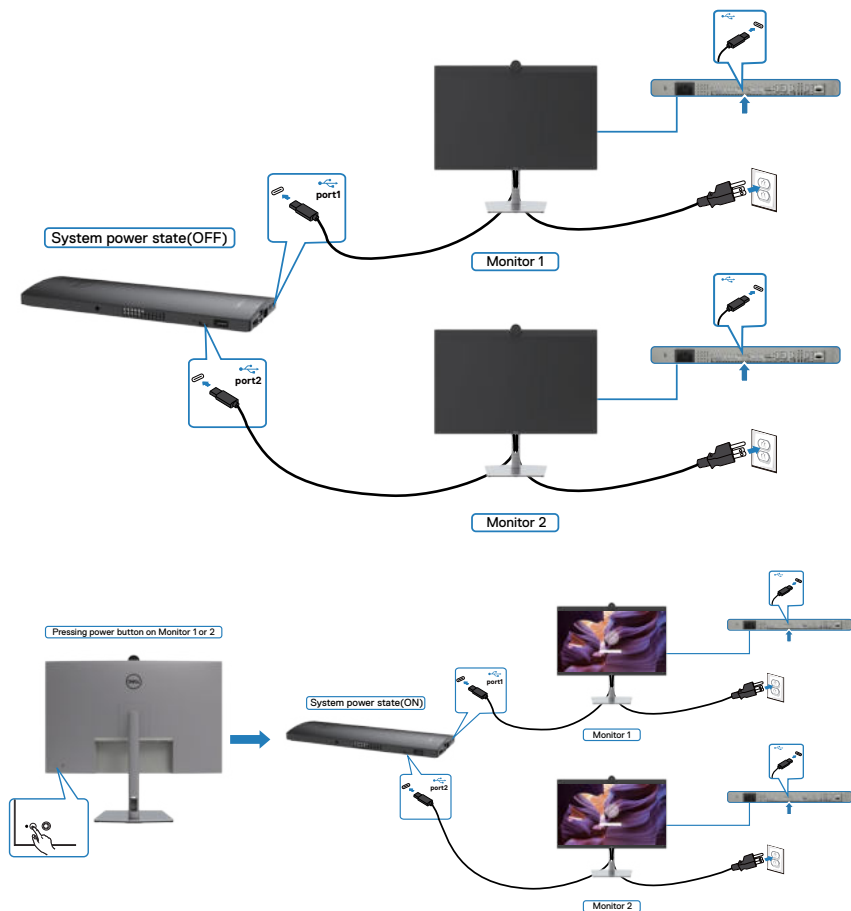 port1
System power state(OFF)
Monitor 1
port2
Monitor 2
Pressing power button on Monitor 1 or 2
DELL
port1
System power state(ON)
Monitor 1
port2
Monitor 2